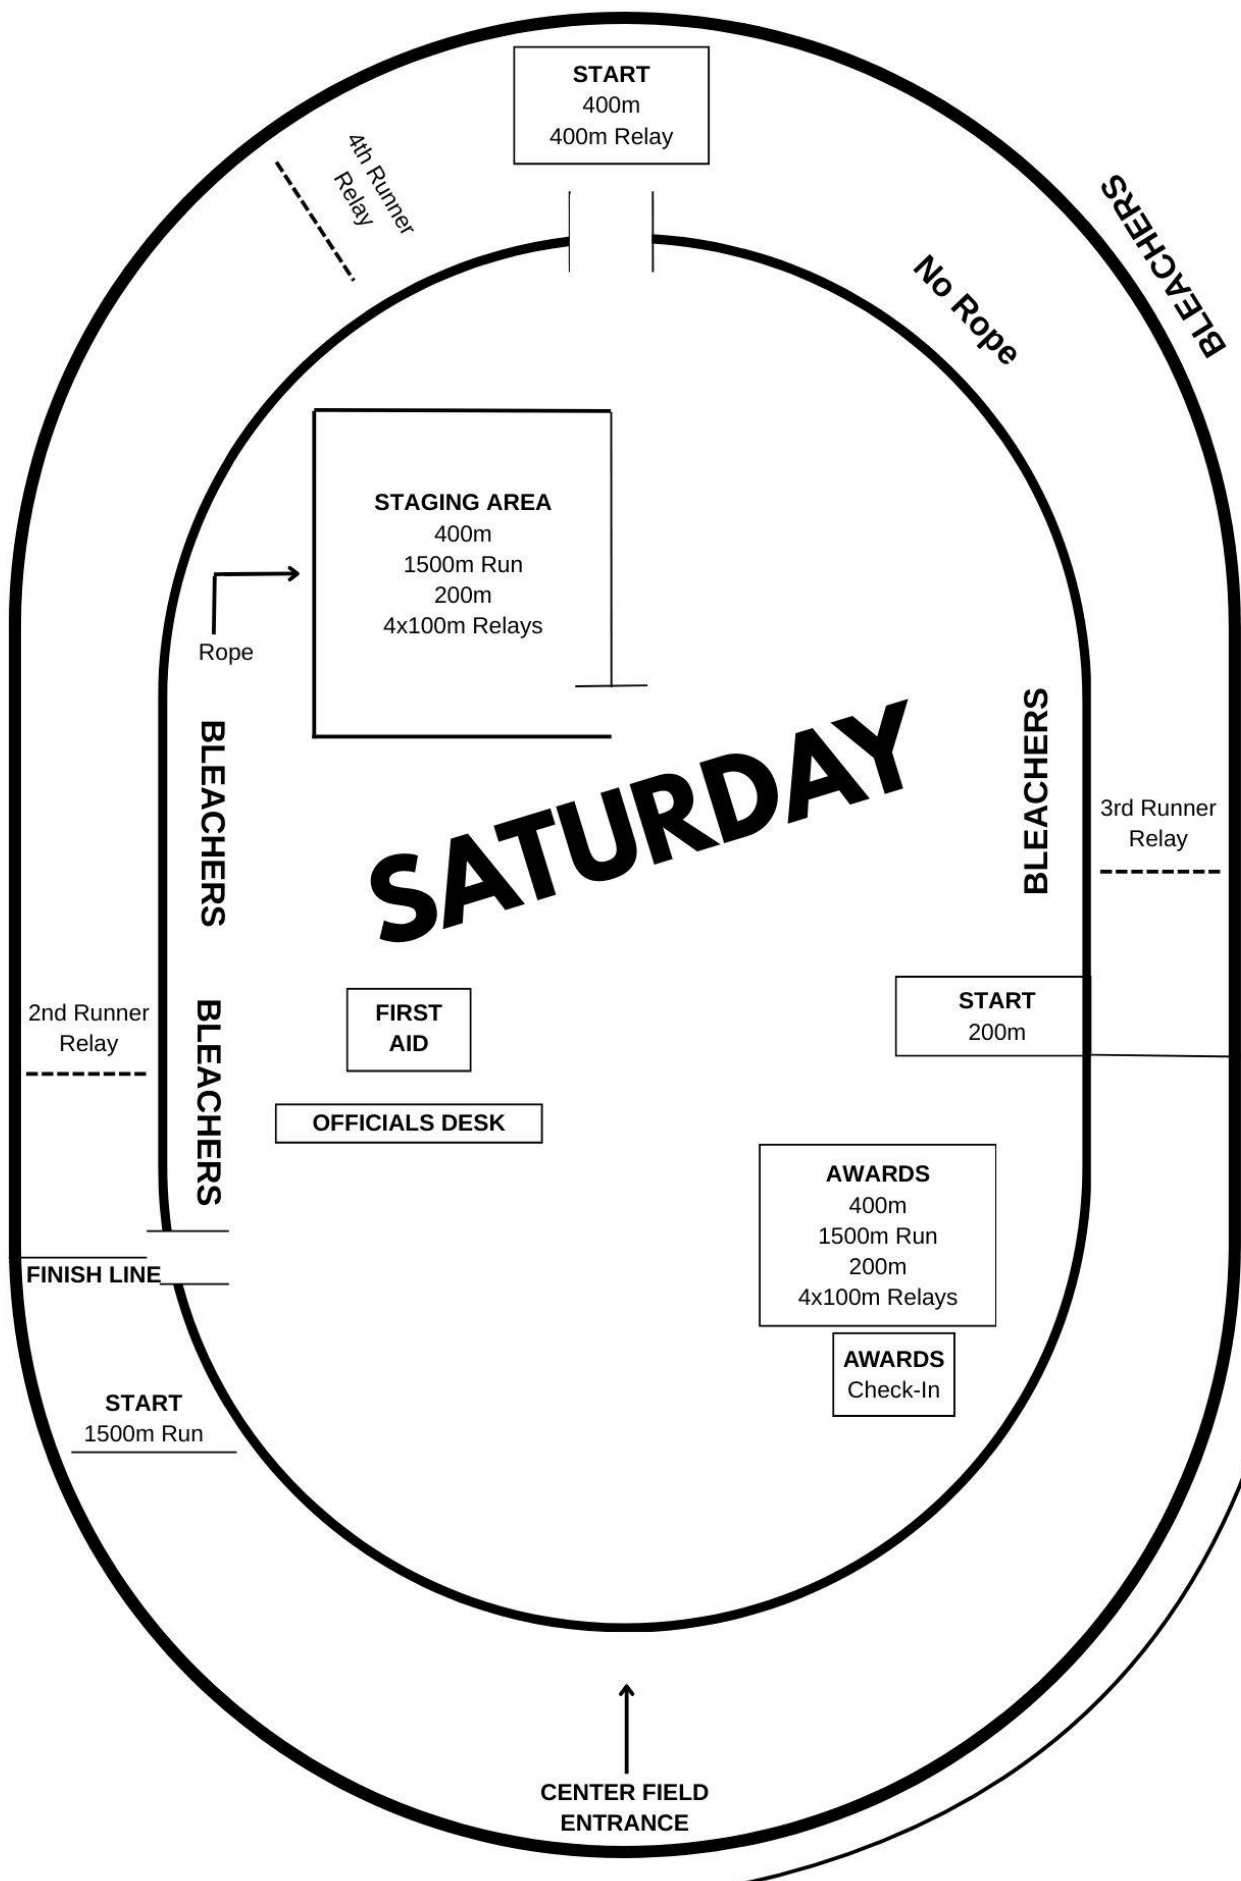 START
400m
400m Relay
4th Runner
Relay
BLEACHERS
No Rope
STAGING AREA
400m
1500m Run
200m
4x100m Relays
Rope
BLEACHERS
SATURDAY
BLEACHERS
3rd Runner
Relay
2nd Runner
Relay
BLEACHERS
FIRST
AID
START
200m
OFFICIALS DESK
AWARDS
400m
1500m Run
200m
4x100m Relays
FINISH LINE
AWARDS
Check-In
START
1500m Run
CENTER FIELD
ENTRANCE